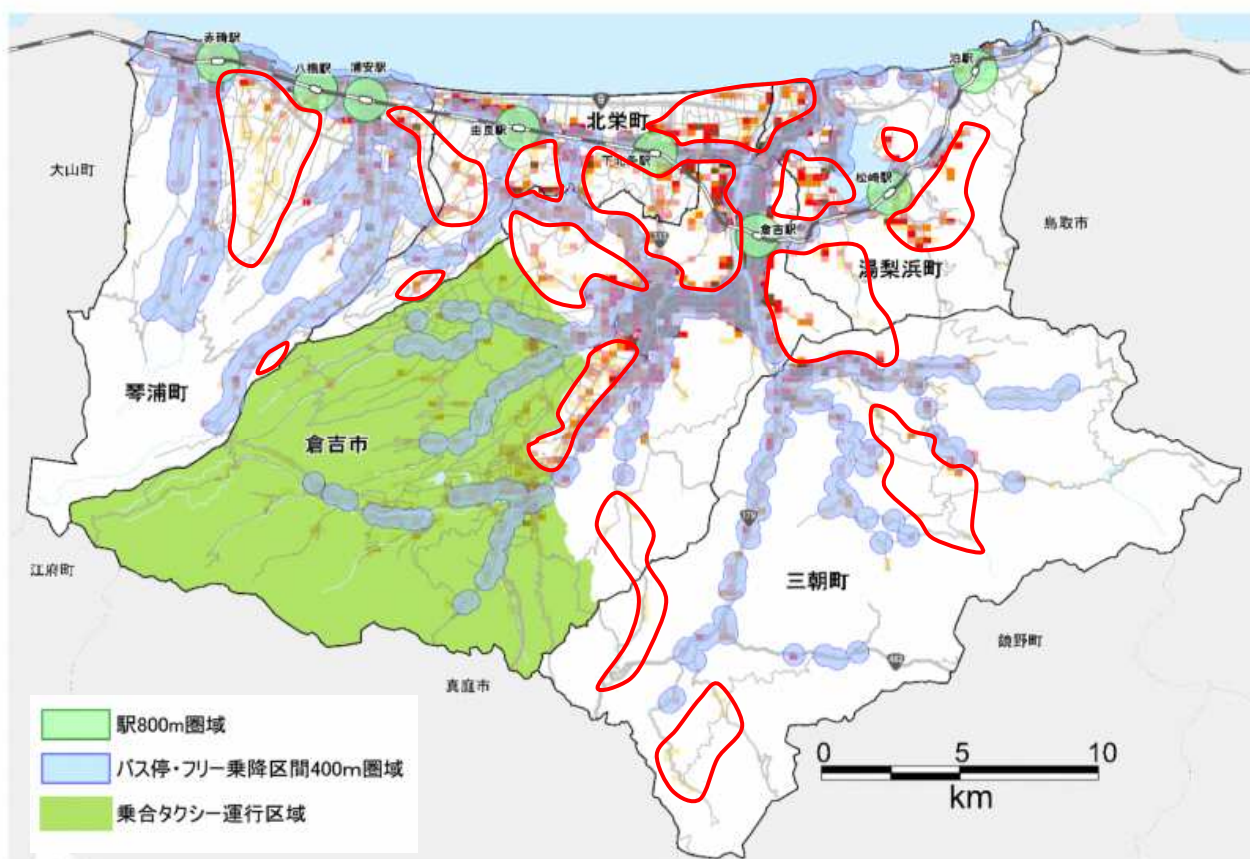 赤碕駅
八橋駅
浦安駅
泊駅
9
北栄町
由良駅
下北条駅
大山町
松崎駅
鳥取市
倉吉駅
湯梨浜町
琴浦町
倉吉市
179
三朝町
江府町
鏡野町
482
真庭市
駅800m圏域
バス停・フリー乗降区間400m圏域
乗合タクシー運行区域
0 5 10
km